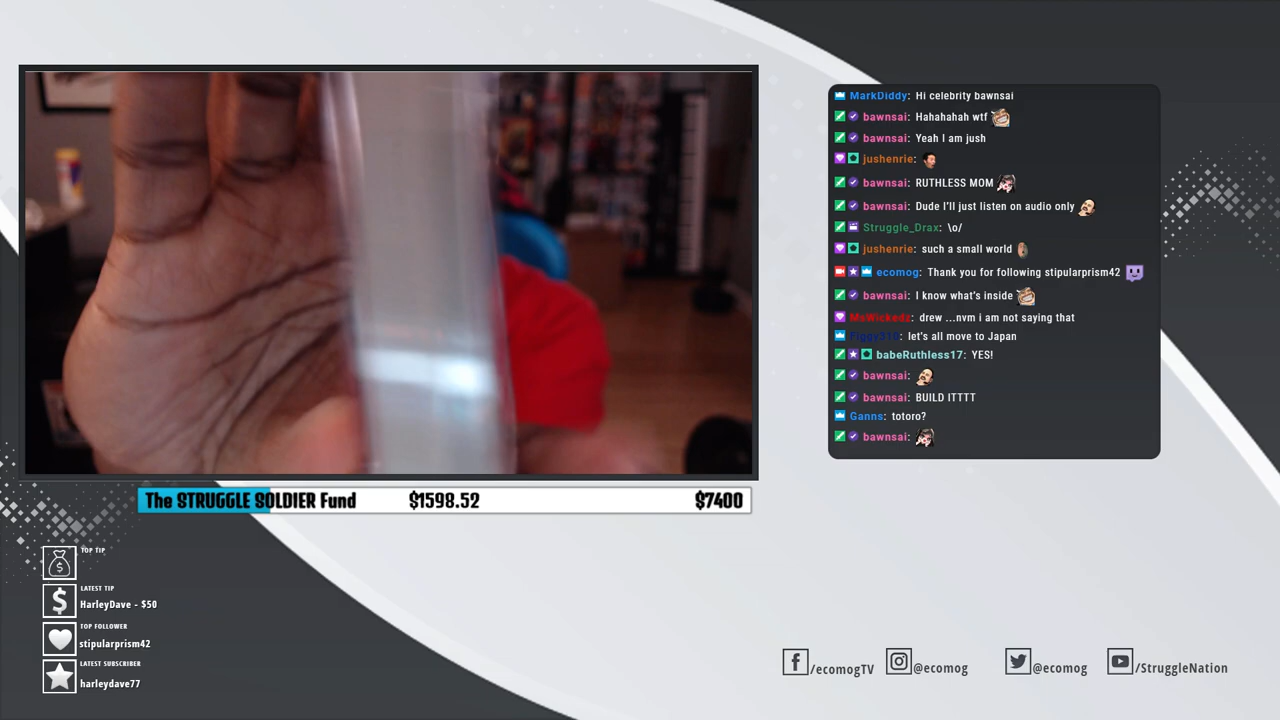 MarkDiddy: Hi celebrity bawnsai
bawnsai: Hahahahah wtf
bawnsai: Yeah I am jush
jushenrie:
bawnsai: RUTHLESS MOM
bawnsai: Dude I'll just listen on audio only
Struggle_Drax: \o/
jushenrie: such a small world
ecomog: Thank you for following stipularprism42
bawnsai: I know what's inside
MsWickedz: drew ...nvm i am not saying that
Figgy510: let's all move to Japan
babeRuthless17: YES!
bawnsai:
bawnsai: BUILD ITTTT
Ganns: totoro?
bawnsai:
The STRUGGLE SOLDIER Fund $1598.52 $7400
TOP TIP
LATEST TIP
HarleyDave - $50
TOP FOLLOWER
stipularprism42
LATEST SUBSCRIBER
harleydave77
/ecomogTV @ecomog @ecomog /StruggleNation